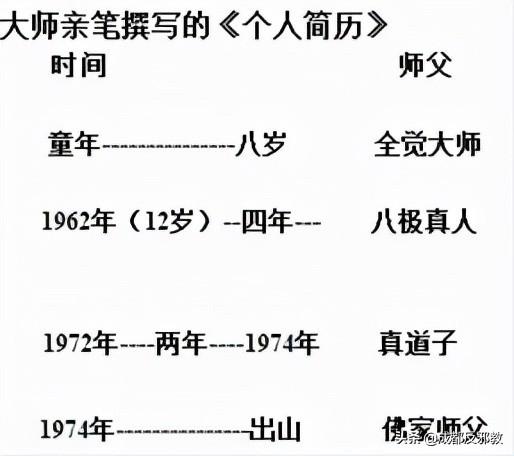 大师亲笔撰写的《个人简历》
时间 师父
童年---------------八岁 全觉大师
1962年（12岁）--四年--- 八极真人
1972年----两年----1974年 真道子
1974年---------------出山 佛家师父
头条@成都反邪教